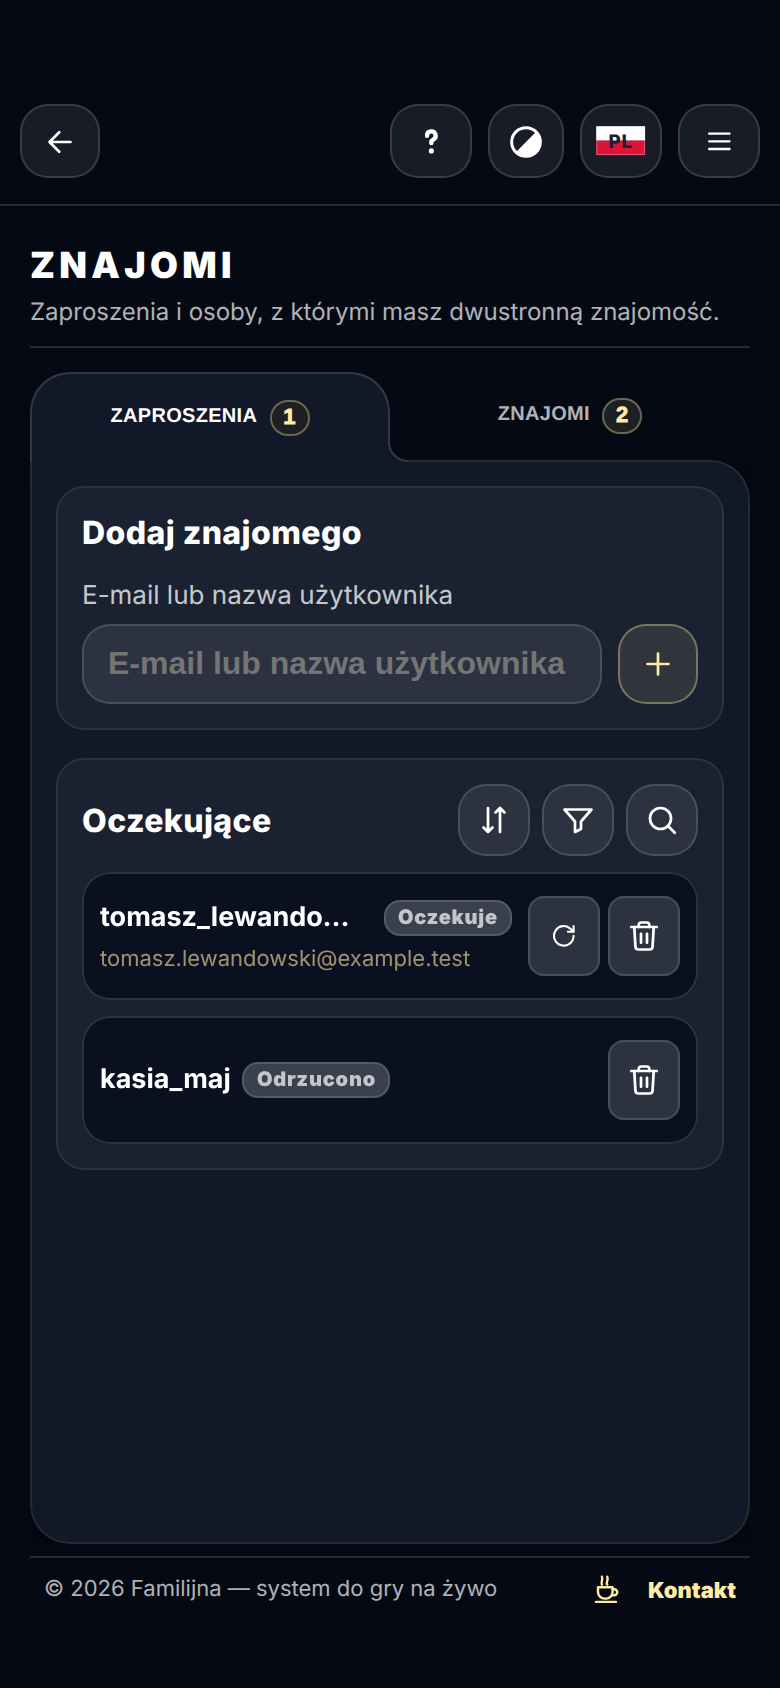 ?
PL
ZNAJOMI
Zaproszenia i osoby, z którymi masz dwustronną znajomość.
ZAPROSZENIA 1
ZNAJOMI 2
Dodaj znajomego
E-mail lub nazwa użytkownika
E-mail lub nazwa użytkownika
Oczekujące
tomasz_lewando... Oczekuje
tomasz.lewandowski@example.test
kasia_maj Odrzucono
© 2026 Familijna — system do gry na żywo
Kontakt